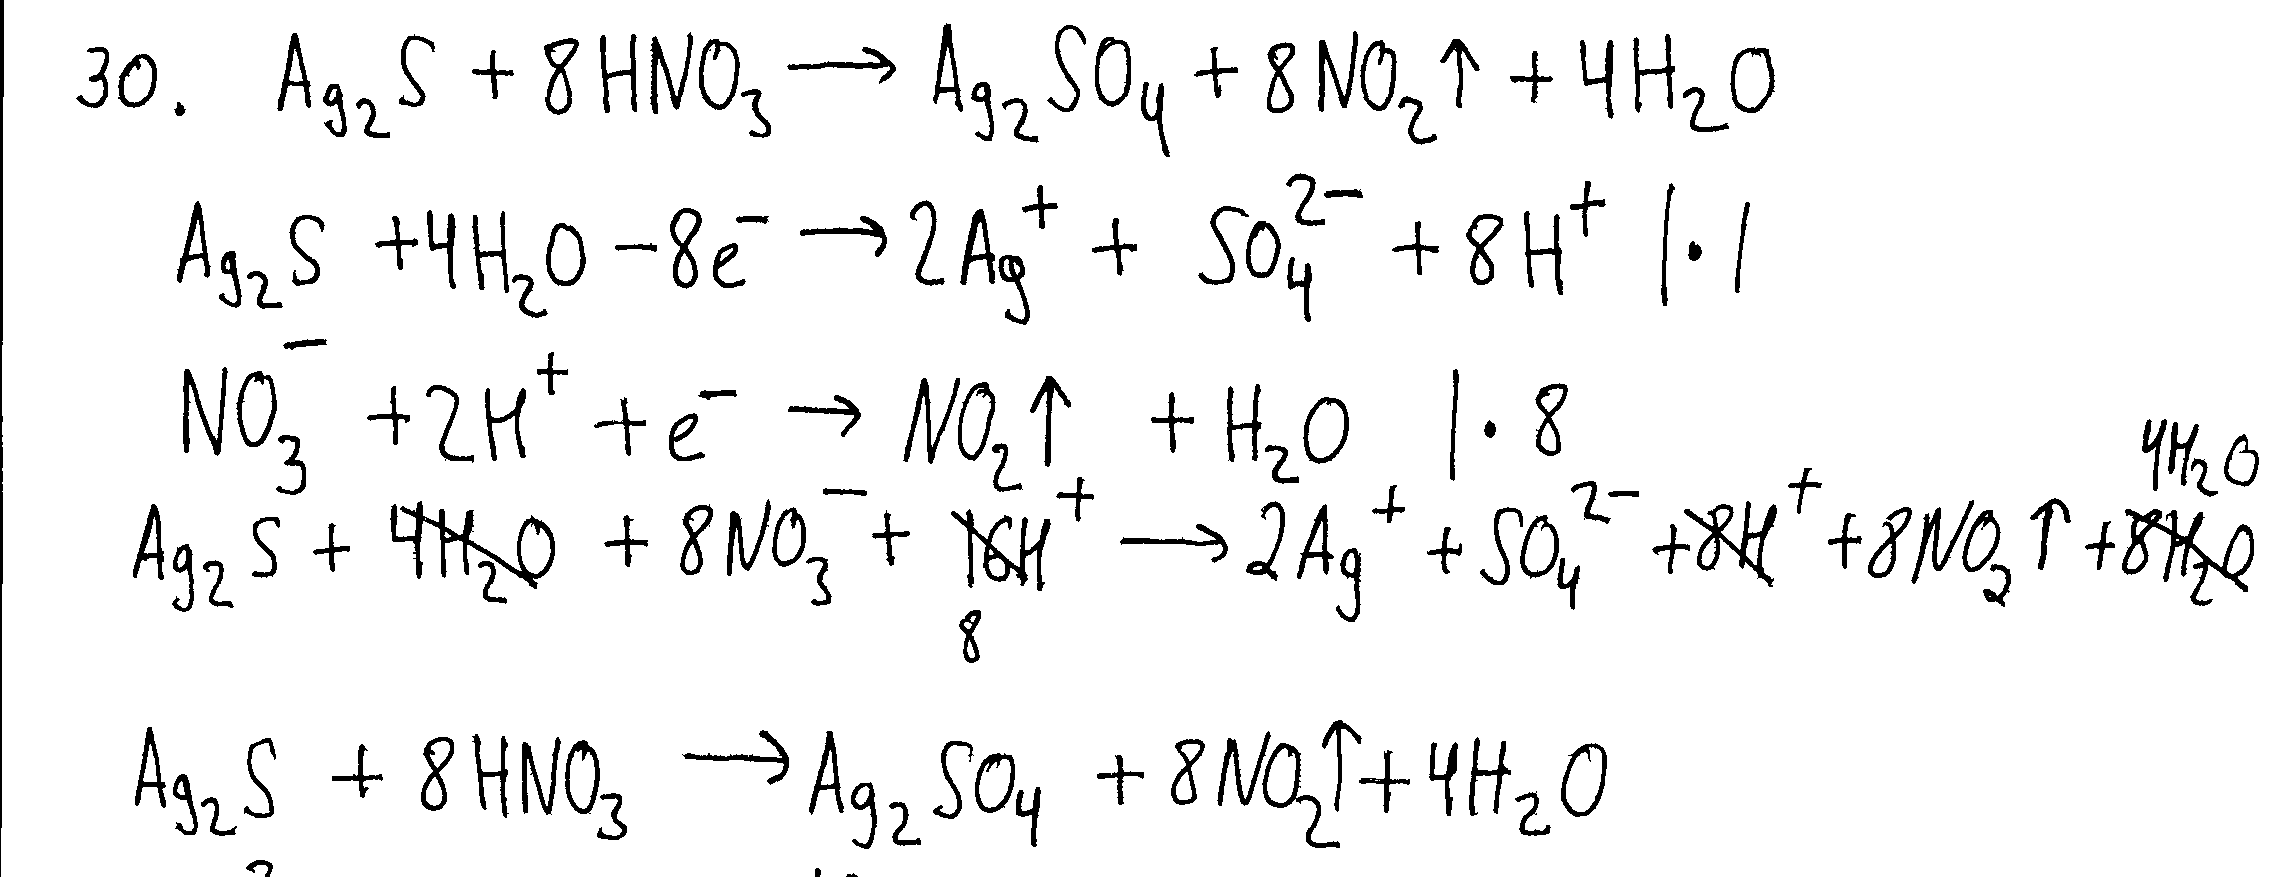 30. Ag₂S + 8HNO₃ → Ag₂SO₄ + 8NO₂↑ + 4H₂O
Ag₂S + 4H₂O − 8e⁻ → 2Ag⁺ + SO₄²⁻ + 8H⁺ | · 1
NO₃⁻ + 2H⁺ + e⁻ → NO₂↑ + H₂O | · 8
4H₂O
Ag₂S + 4H₂O + 8NO₃⁻ + 16H⁺ → 2Ag⁺ + SO₄²⁻ + 8H⁺ + 8NO₂↑ + 8H₂O
8
Ag₂S + 8HNO₃ → Ag₂SO₄ + 8NO₂↑ + 4H₂O